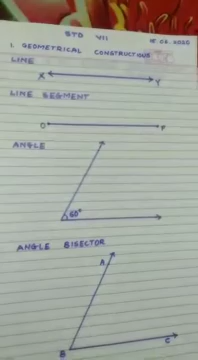 STD VII
1. GEOMETRICAL CONSTRUCTIONS
LINE
X Y
LINE SEGMENT
ANGLE
60°
ANGLE BISECTOR
A
B C